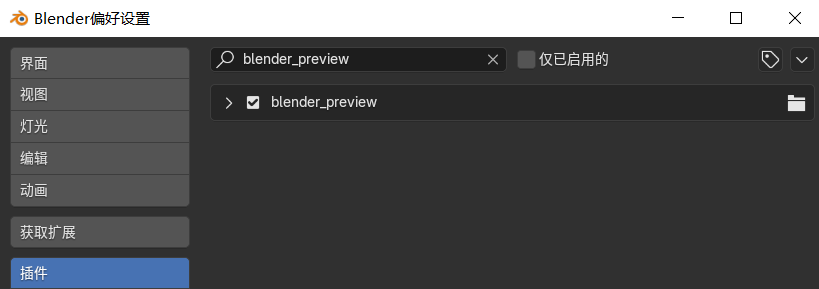 Blender偏好设置
界面
视图
灯光
编辑
动画
获取扩展
插件
blender_preview
仅已启用的
blender_preview